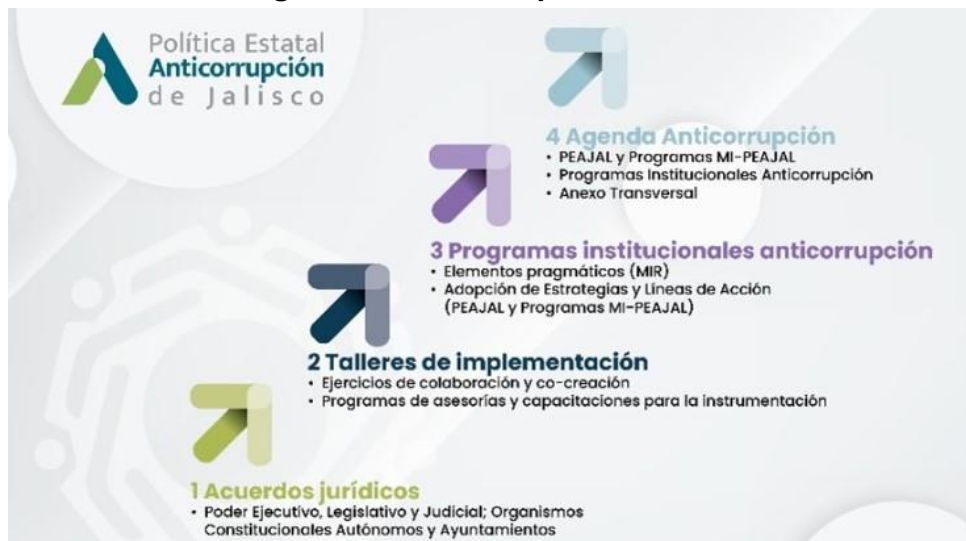 Política Estatal
Anticorrupción
de Jalisco
4 Agenda Anticorrupción
• PEAJAL y Programas MI-PEAJAL
• Programas Institucionales Anticorrupción
• Anexo Transversal
3 Programas institucionales anticorrupción
• Elementos pragmáticos (MIR)
• Adopción de Estrategias y Líneas de Acción
(PEAJAL y Programas MI-PEAJAL)
2 Talleres de implementación
• Ejercicios de colaboración y co-creación
• Programas de asesorías y capacitaciones para la instrumentación
1 Acuerdos jurídicos
• Poder Ejecutivo, Legislativo y Judicial; Organismos
Constitucionales Autónomos y Ayuntamientos